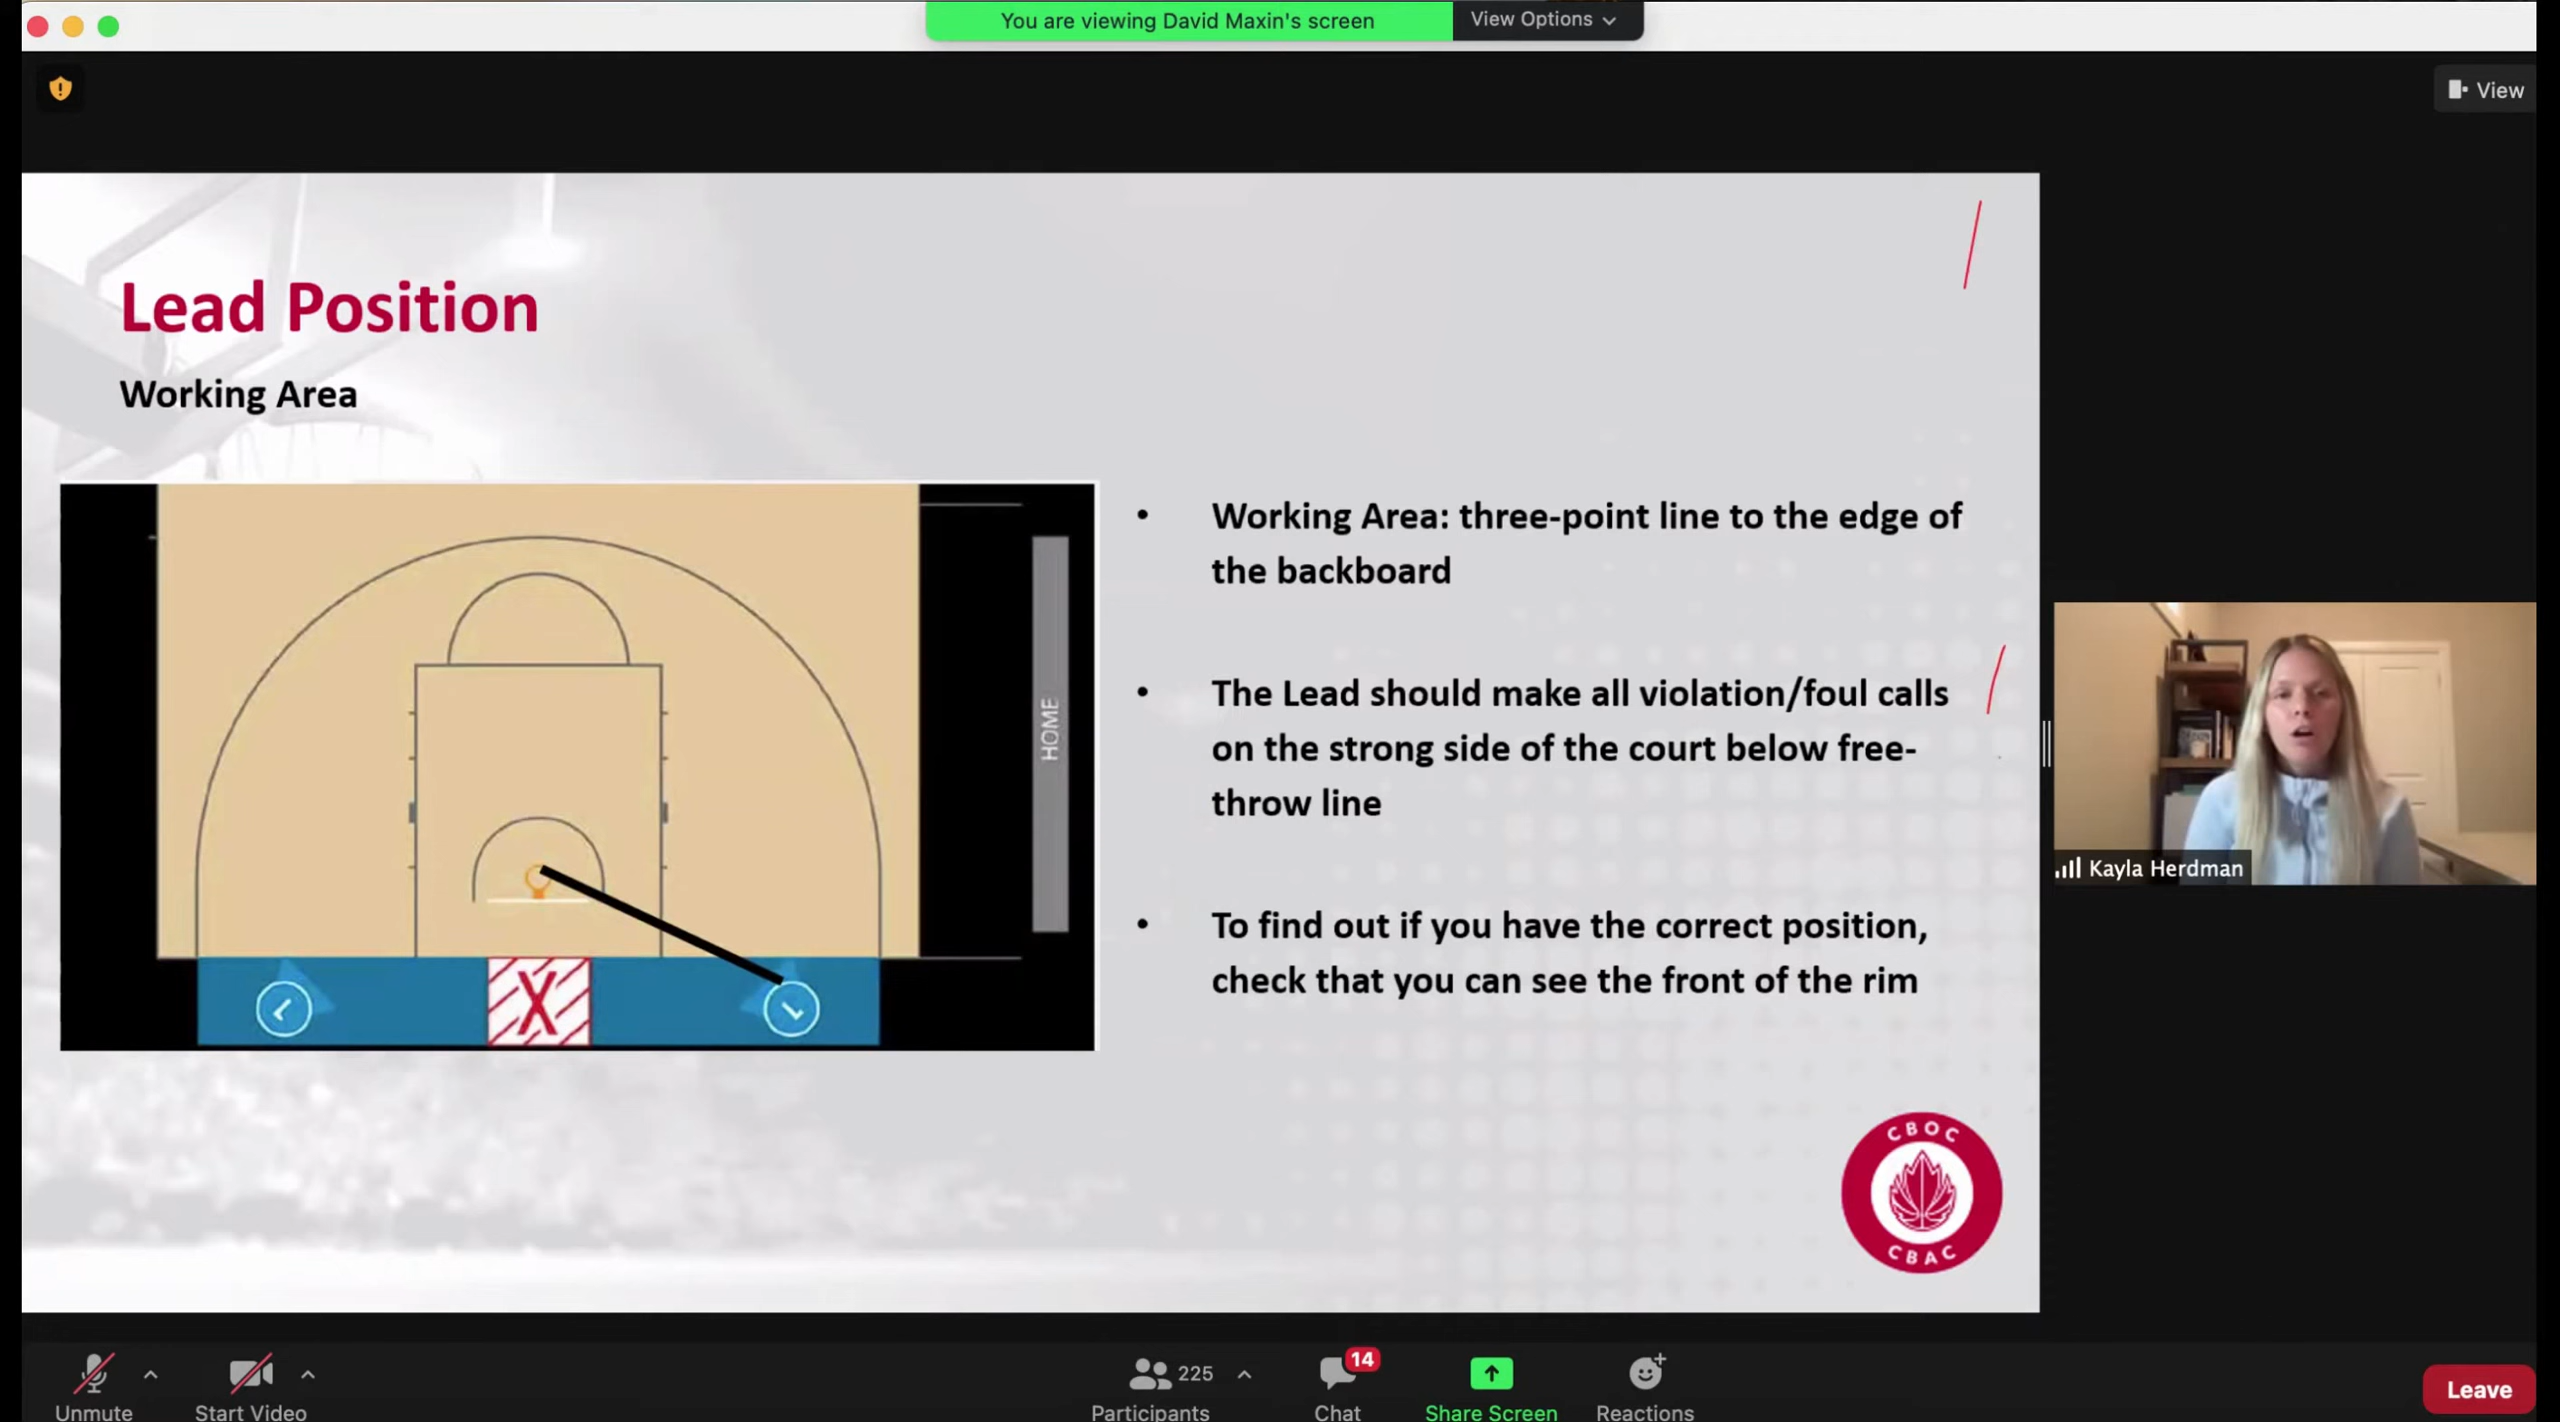 You are viewing David Maxin's screen
View Options
View
Lead Position
Working Area
HOME
X
• Working Area: three-point line to the edge of
the backboard
• The Lead should make all violation/foul calls
on the strong side of the court below free-
throw line
• To find out if you have the correct position,
check that you can see the front of the rim
Kayla Herdman
CBOC
CBAC
Unmute
Start Video
225
Participants
14
Chat
Share Screen
Reactions
Leave